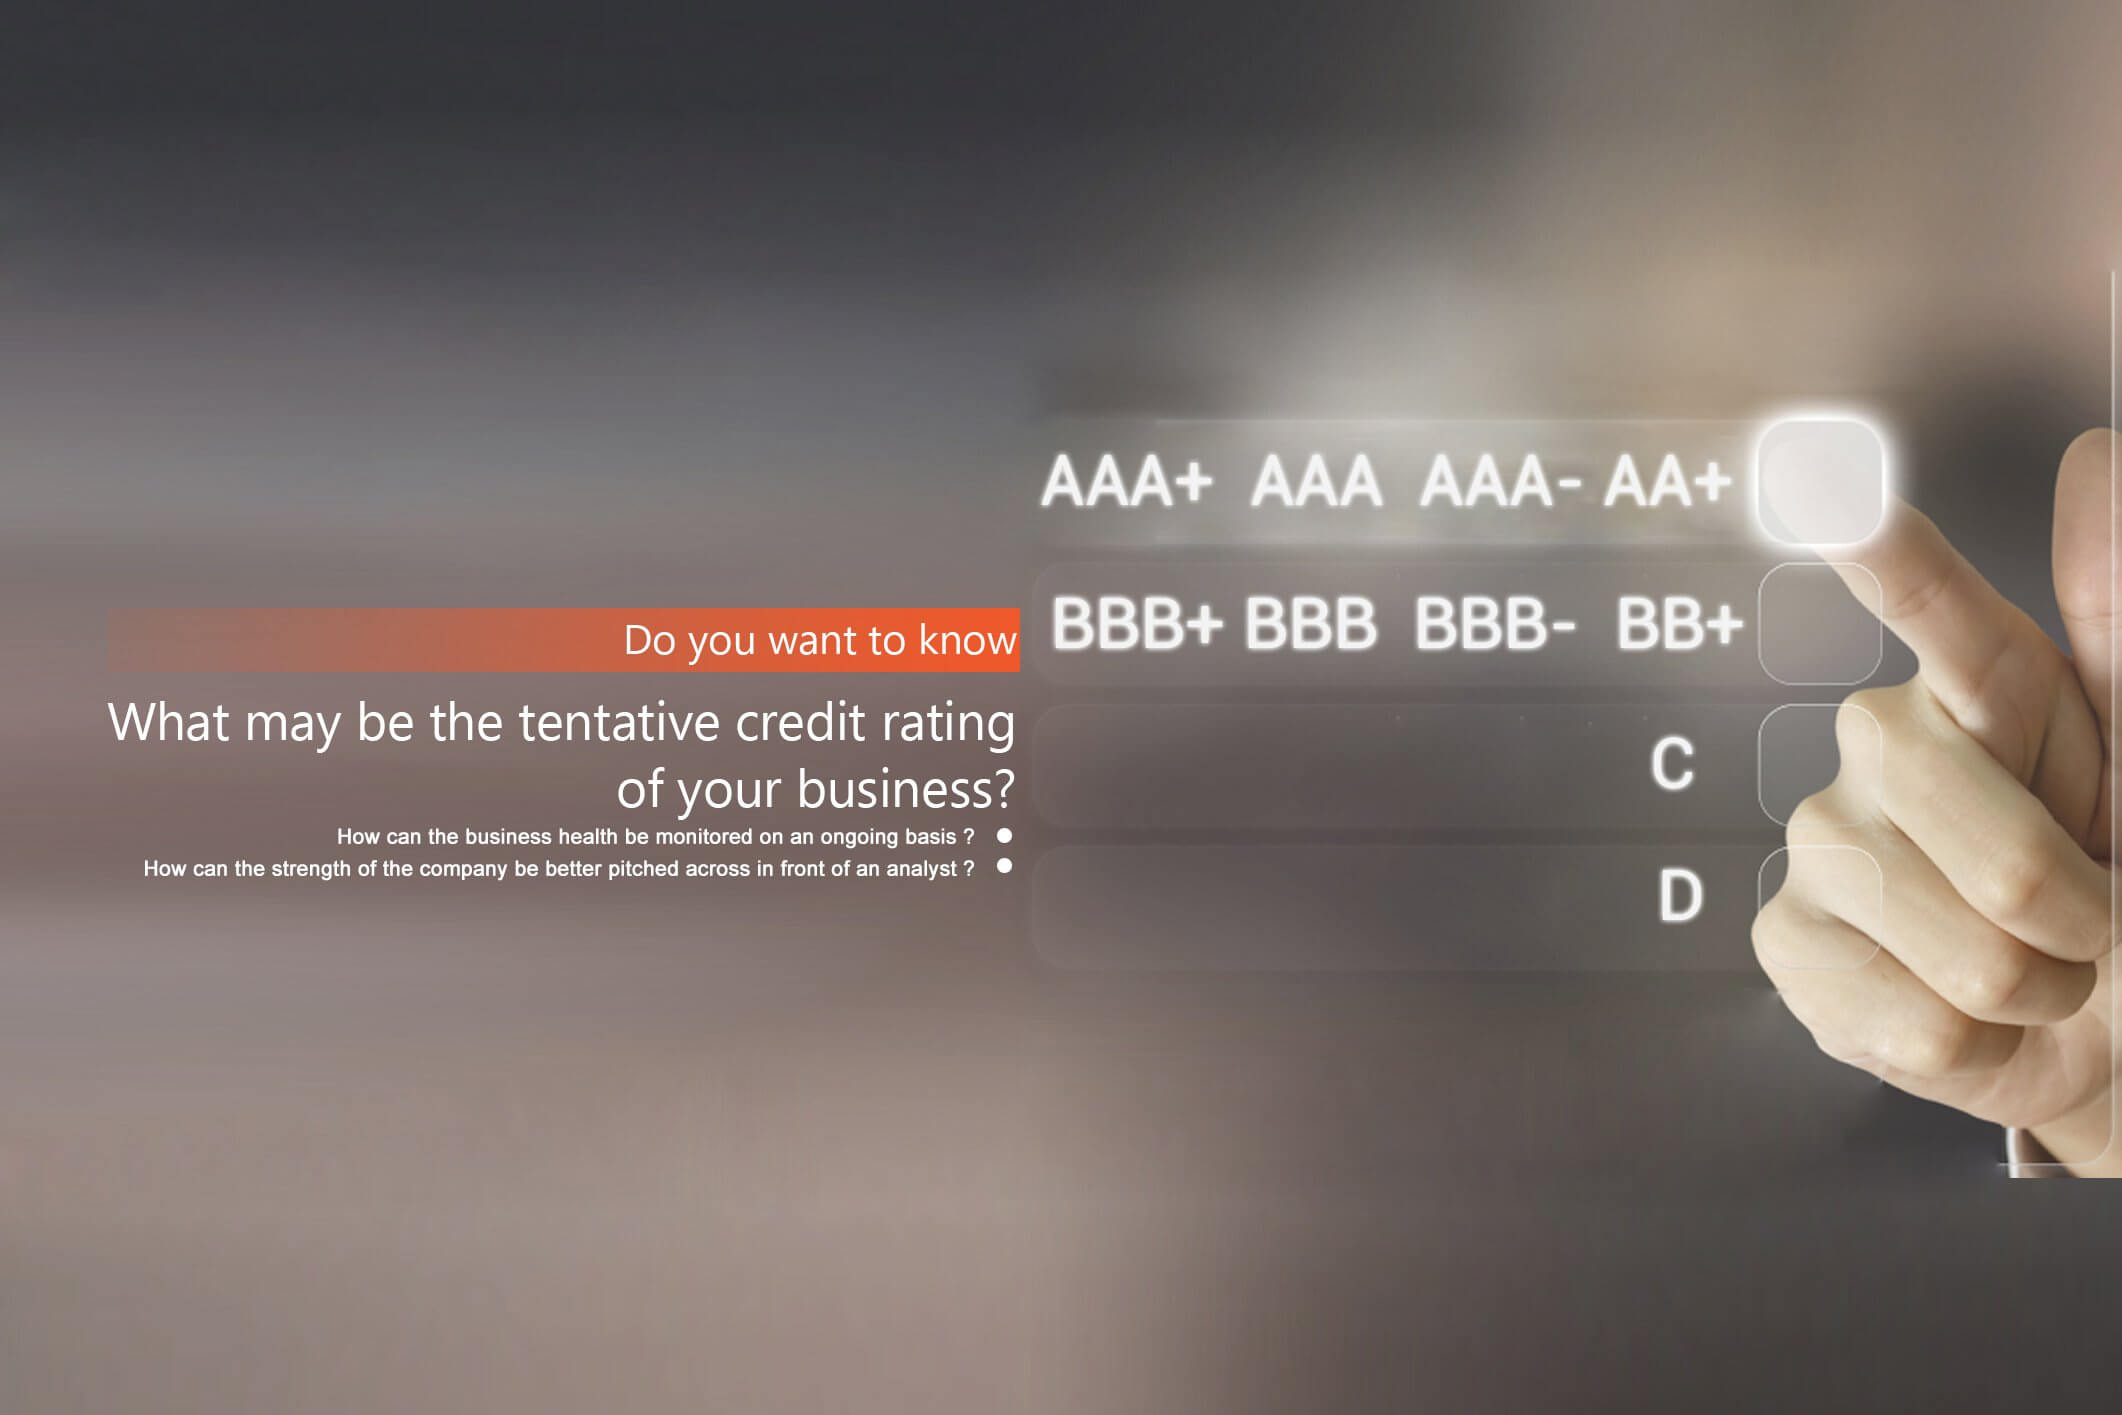 Do you want to know
What may be the tentative credit rating
of your business?
How can the business health be monitored on an ongoing basis ?
How can the strength of the company be better pitched across in front of an analyst ?
AAA+ AAA AAA- AA+
BBB+ BBB BBB- BB+
C
D